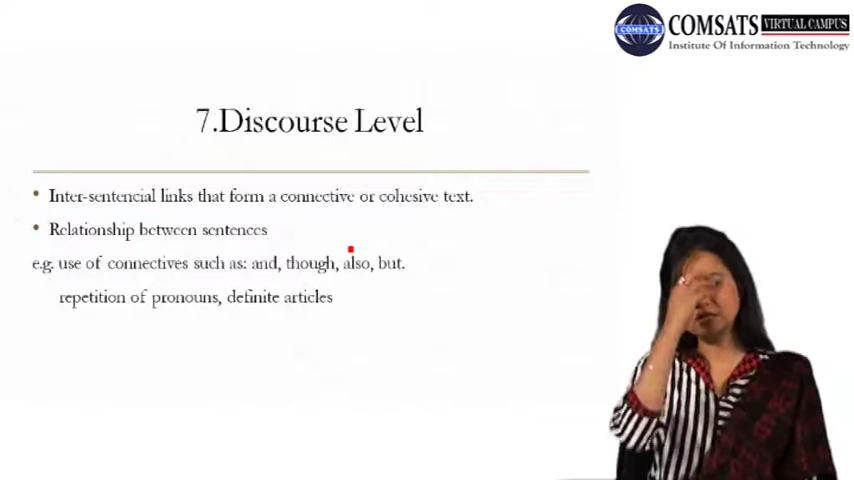 COMSATS
COMSATS VIRTUAL CAMPUS
Institute Of Information Technology
7.Discourse Level
• Inter-sentencial links that form a connective or cohesive text.
• Relationship between sentences
e.g. use of connectives such as: and, though, also, but.
repetition of pronouns, definite articles